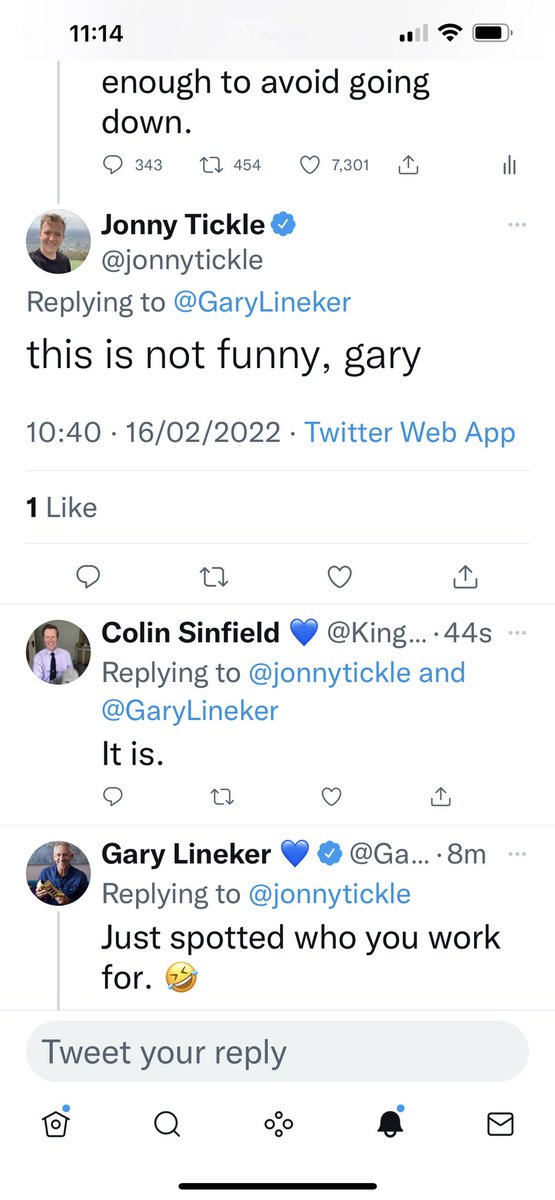 11:14
enough to avoid going
down.
343 454 7,301
Jonny Tickle
@jonnytickle
Replying to @GaryLineker
this is not funny, gary
10:40 · 16/02/2022 · Twitter Web App
1 Like
Colin Sinfield 💙 @King... · 44s
Replying to @jonnytickle and
@GaryLineker
It is.
Gary Lineker 💙 @Ga... · 8m
Replying to @jonnytickle
Just spotted who you work
for. 🤣
Tweet your reply